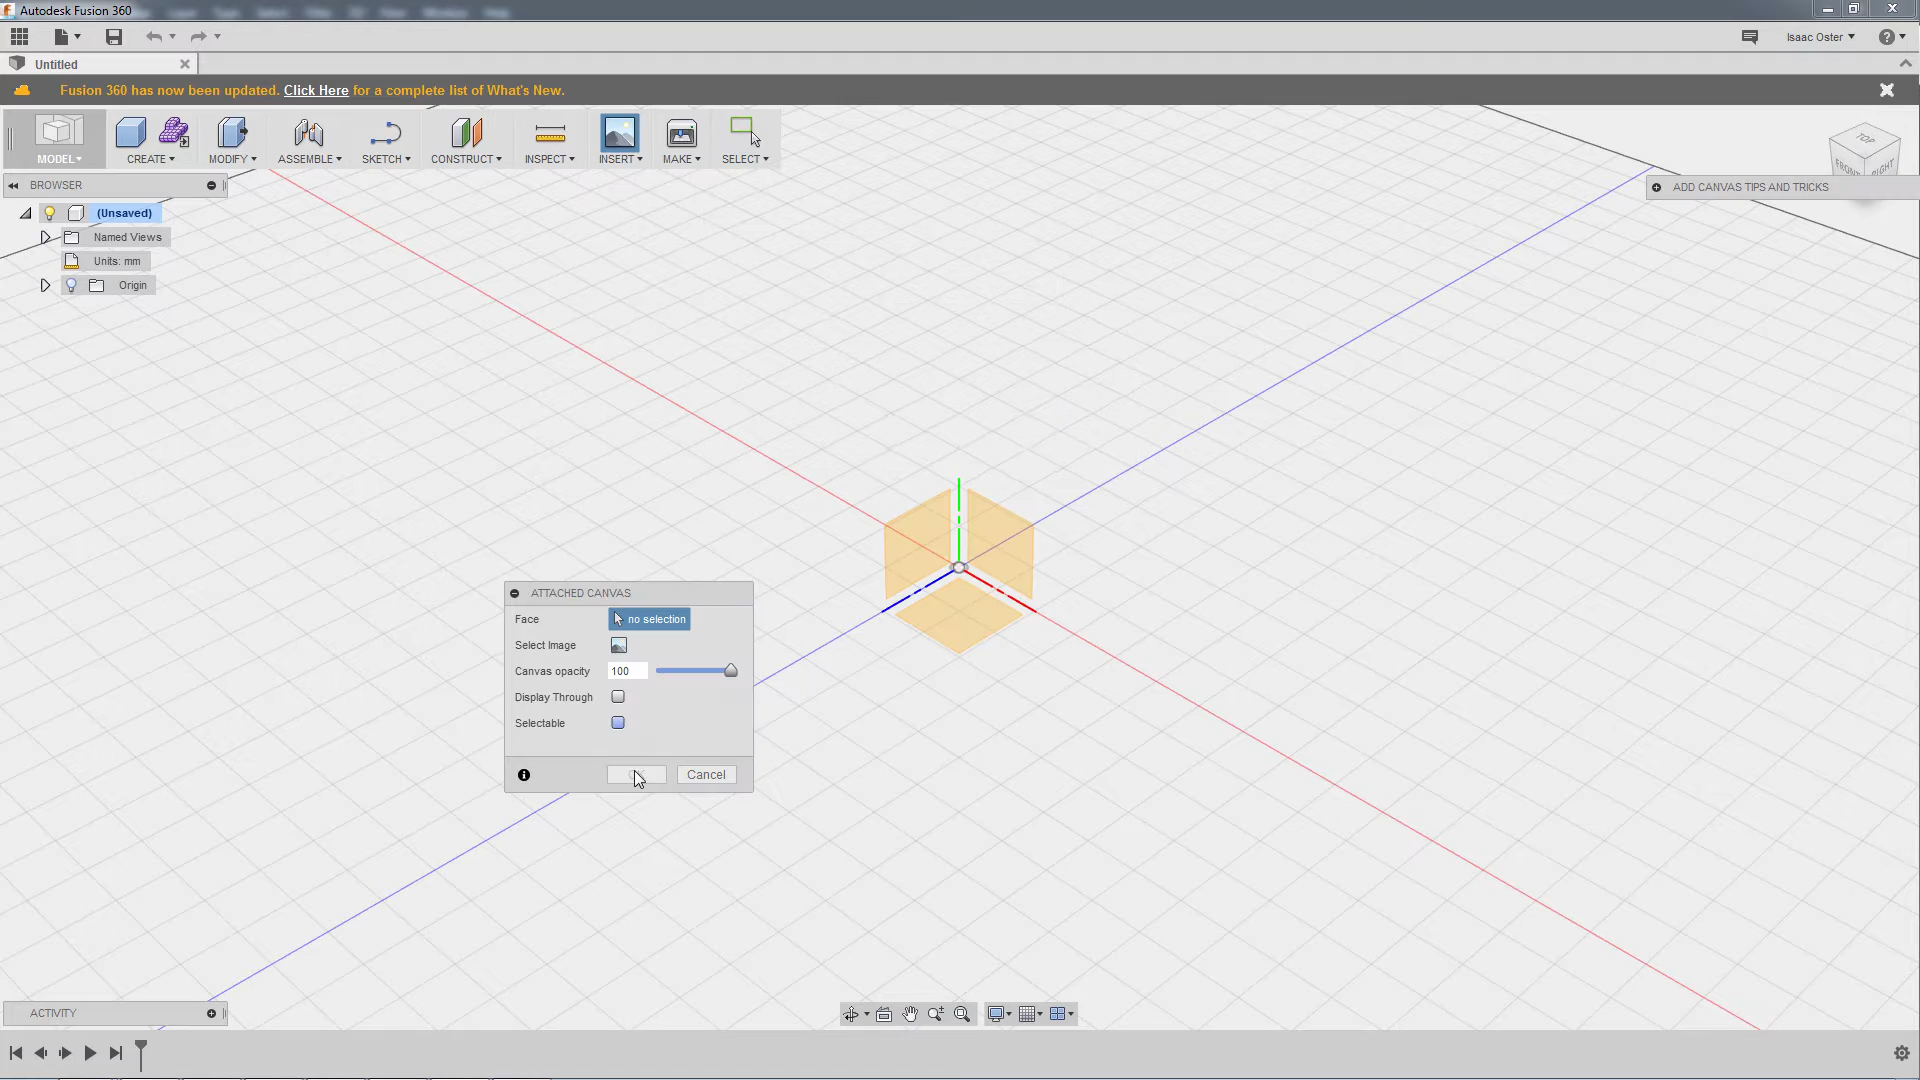 Autodesk Fusion 360
Isaac Oster
Untitled
Fusion 360 has now been updated. Click Here for a complete list of What's New.
MODEL
CREATE
MODIFY
ASSEMBLE
SKETCH
CONSTRUCT
INSPECT
INSERT
MAKE
SELECT
TOP
FRONT
RIGHT
BROWSER
ADD CANVAS TIPS AND TRICKS
(Unsaved)
Named Views
Units: mm
Origin
ATTACHED CANVAS
Face
no selection
Select Image
Canvas opacity
100
Display Through
Selectable
Cancel
ACTIVITY